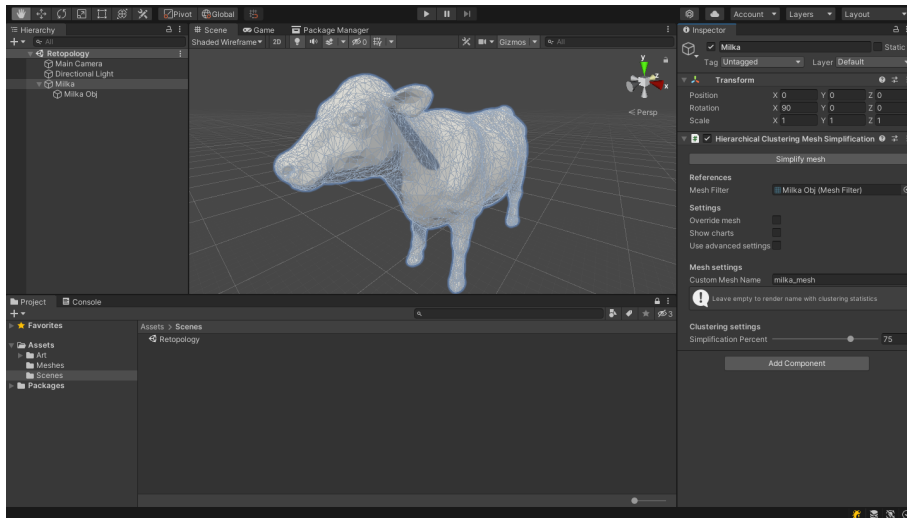 Pivot Global Account Layers Layout
Hierarchy # Scene Game Package Manager Inspector
All Shaded Wireframe 2D 0 Gizmos All Milka Static
Retopology Tag Untagged Layer Default
Main Camera Transform
Directional Light Position X 0 Y 0 Z 0
Milka Rotation X 90 Y 0 Z 0
Milka Obj Scale X 1 Y 1 Z 1
y x z
< Persp
# Hierarchical Clustering Mesh Simplification
Simplify mesh
References
Mesh Filter Milka Obj (Mesh Filter)
Settings
Override mesh
Show charts
Use advanced settings
Mesh settings
Custom Mesh Name milka_mesh
Leave empty to render name with clustering statistics
Clustering settings
Simplification Percent 75
Add Component
Project Console
3
Favorites Assets > Scenes
Retopology
Assets
Art
Meshes
Scenes
Packages